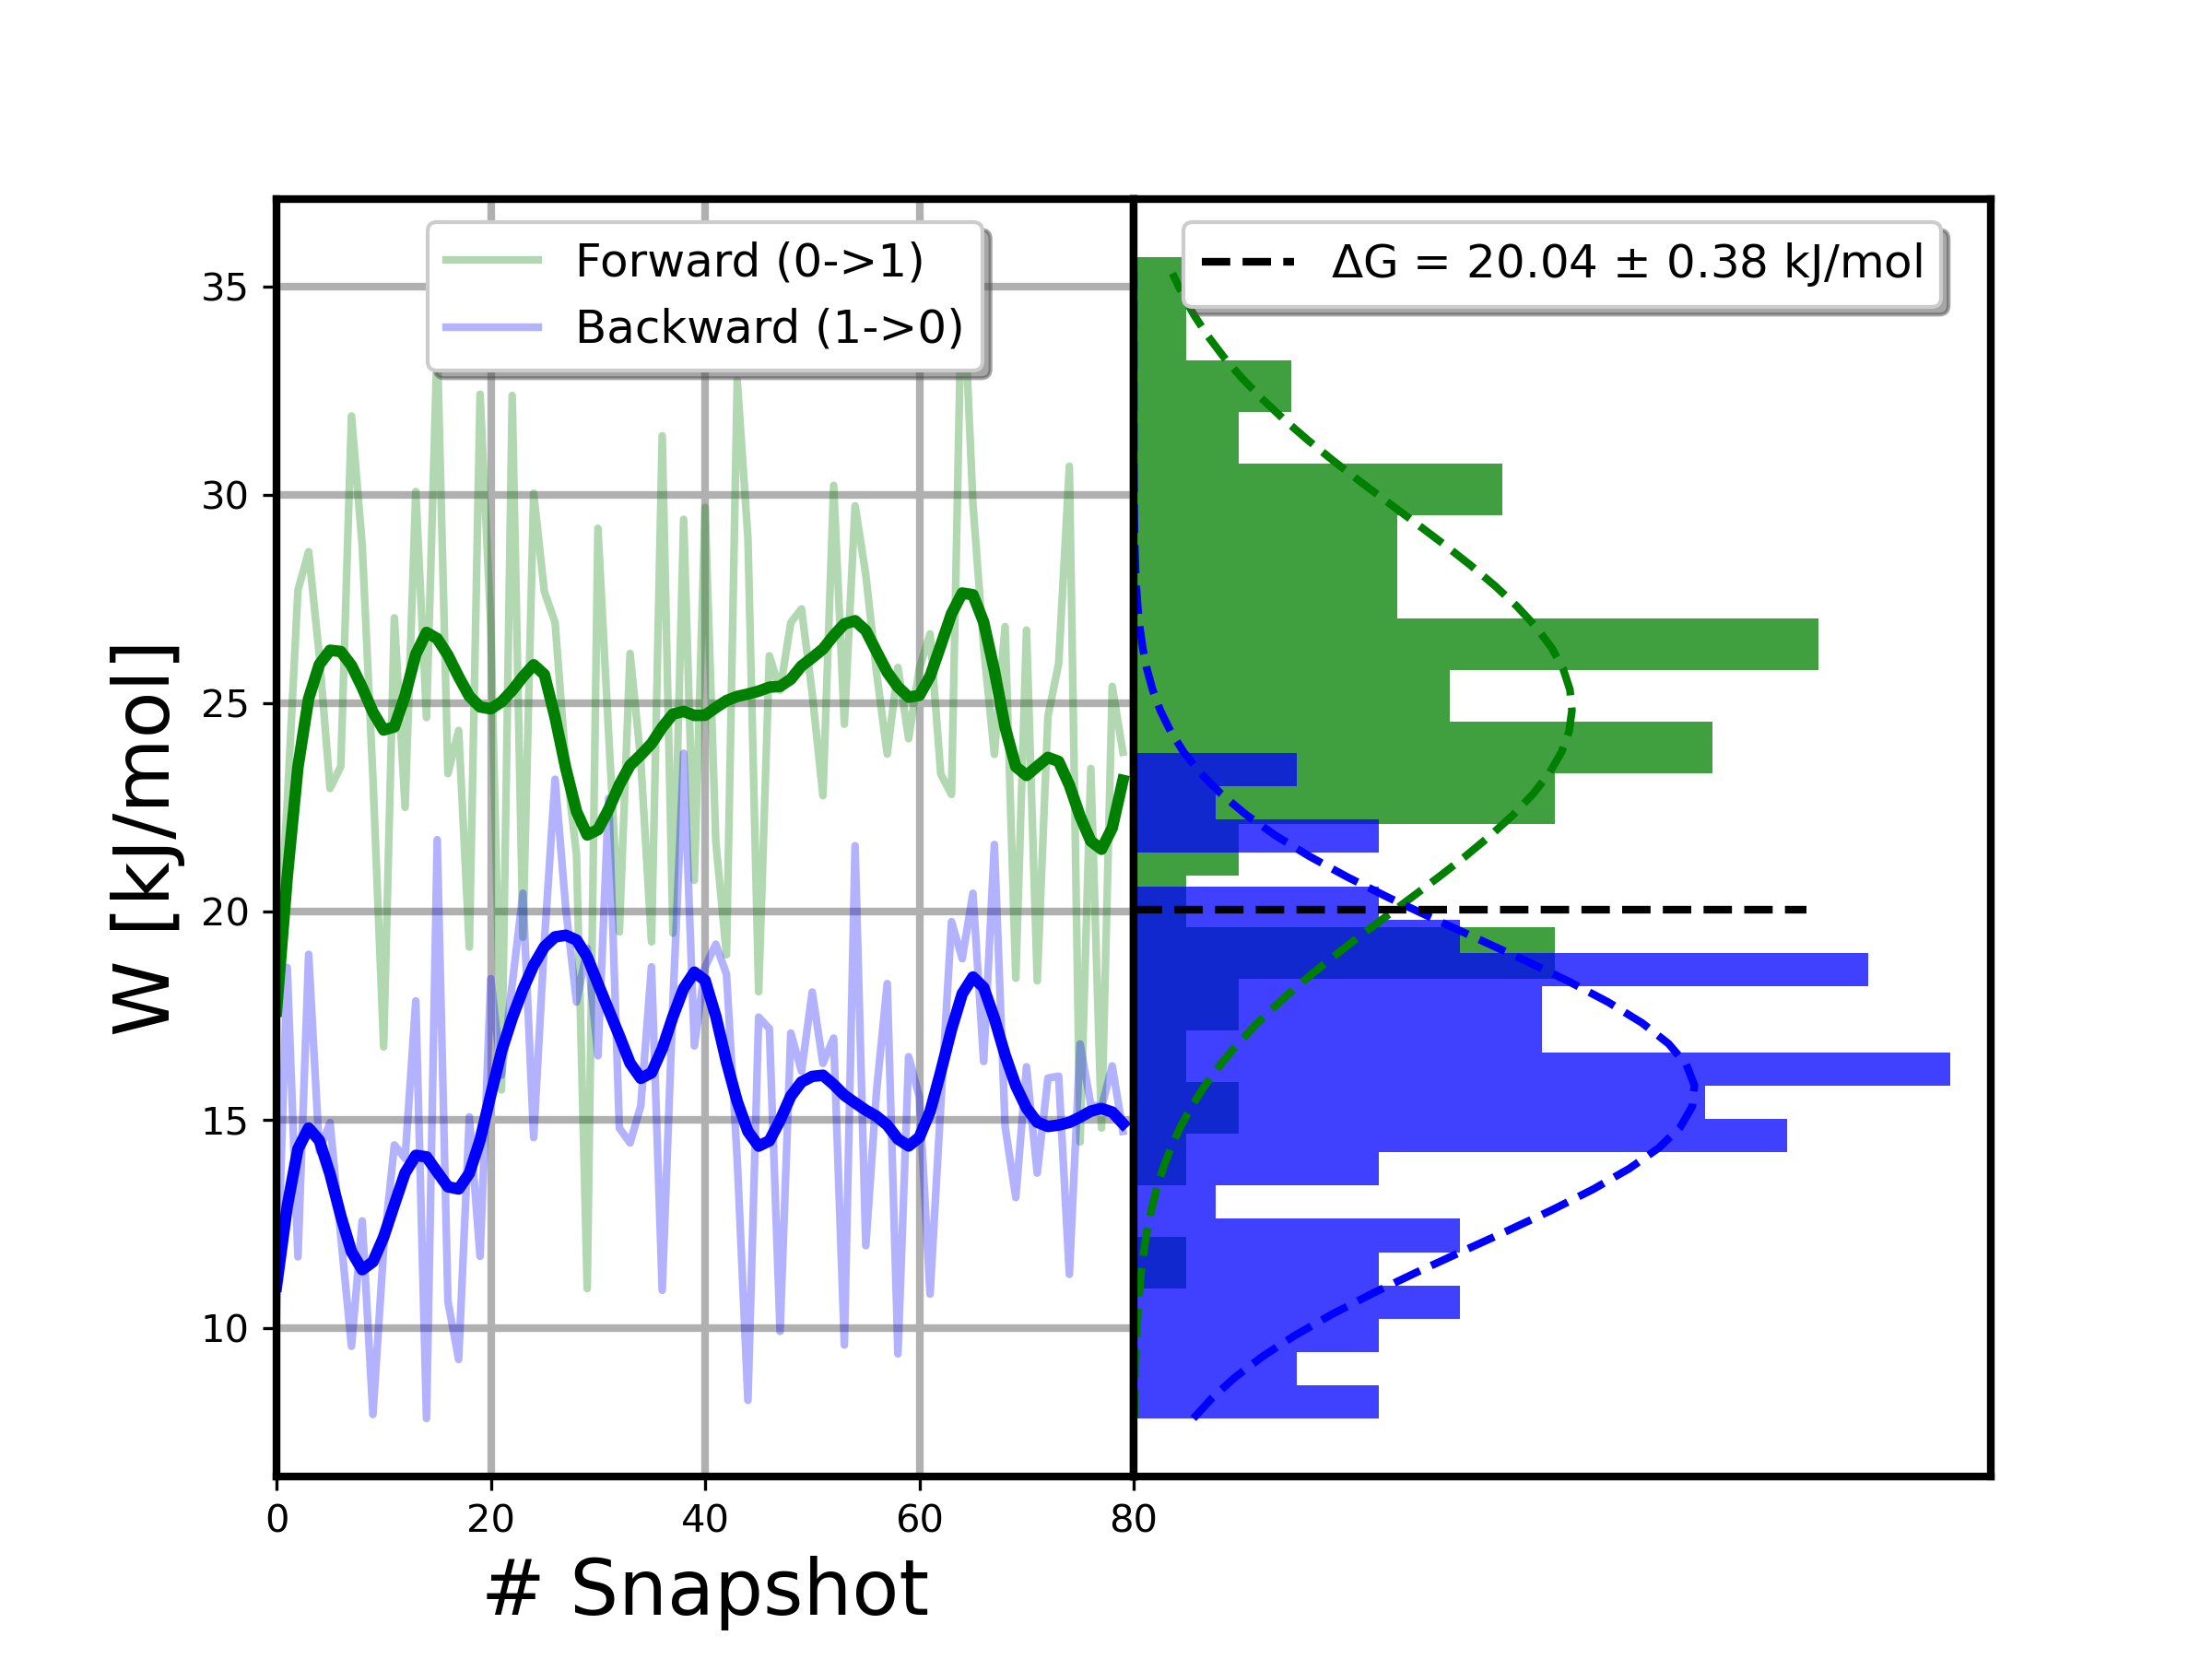 Forward (0->1)
Backward (1->0)
ΔG = 20.04 ± 0.38 kJ/mol
W [kJ/mol]
35
30
25
20
15
10
0 20 40 60 80
# Snapshot